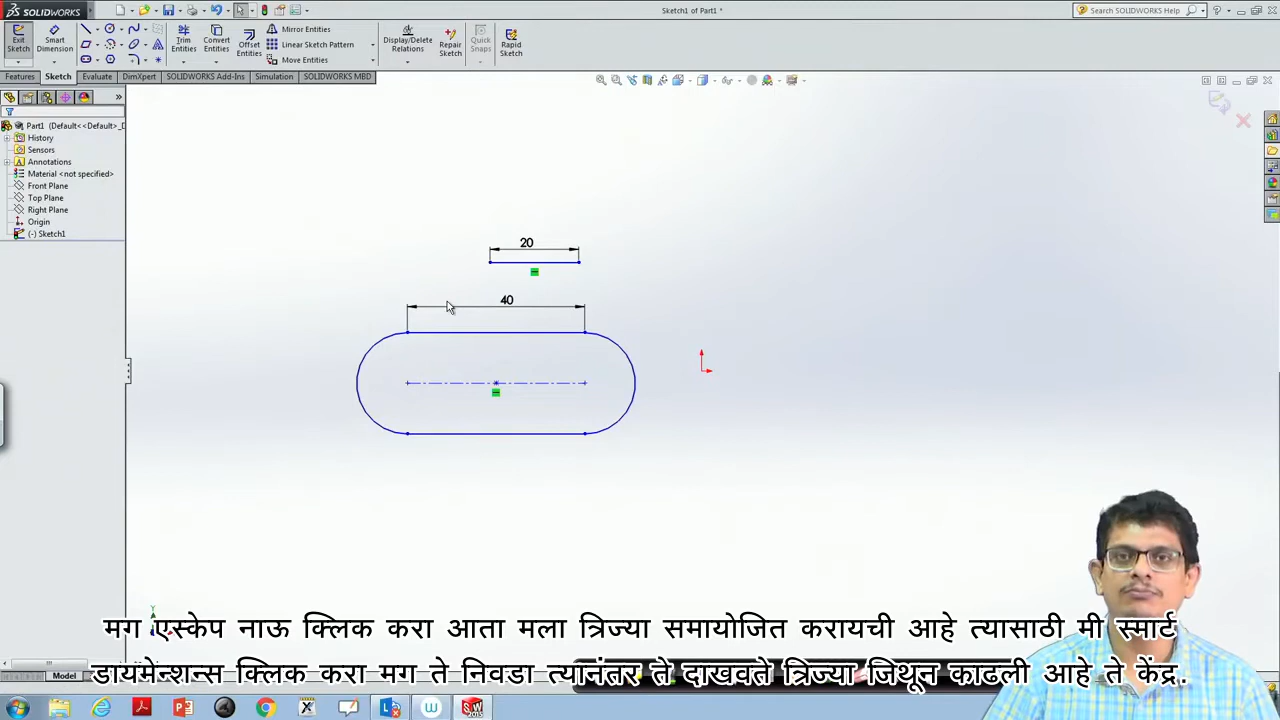 SOLIDWORKS
Sketch1 of Part1 *
Search SOLIDWORKS Help
Exit Sketch
Smart Dimension
Trim Entities
Convert Entities
Offset Entities
Mirror Entities
Linear Sketch Pattern
Move Entities
Display/Delete Relations
Repair Sketch
Quick Snaps
Rapid Sketch
Features Sketch Evaluate DimXpert SOLIDWORKS Add-Ins Simulation SOLIDWORKS MBD
Part1 (Default<<Default>_D
History
Sensors
Annotations
Material <not specified>
Front Plane
Top Plane
Right Plane
Origin
(-) Sketch1
20
40
मग एस्केप नाऊ क्लिक करा आता मला त्रिज्या समायोजित करायची आहे त्यासाठी मी स्मार्ट
डायमेन्शन्स क्लिक करा मग ते निवडा त्यानंतर ते दाखवते त्रिज्या जिथून काढली आहे ते केंद्र.
Model